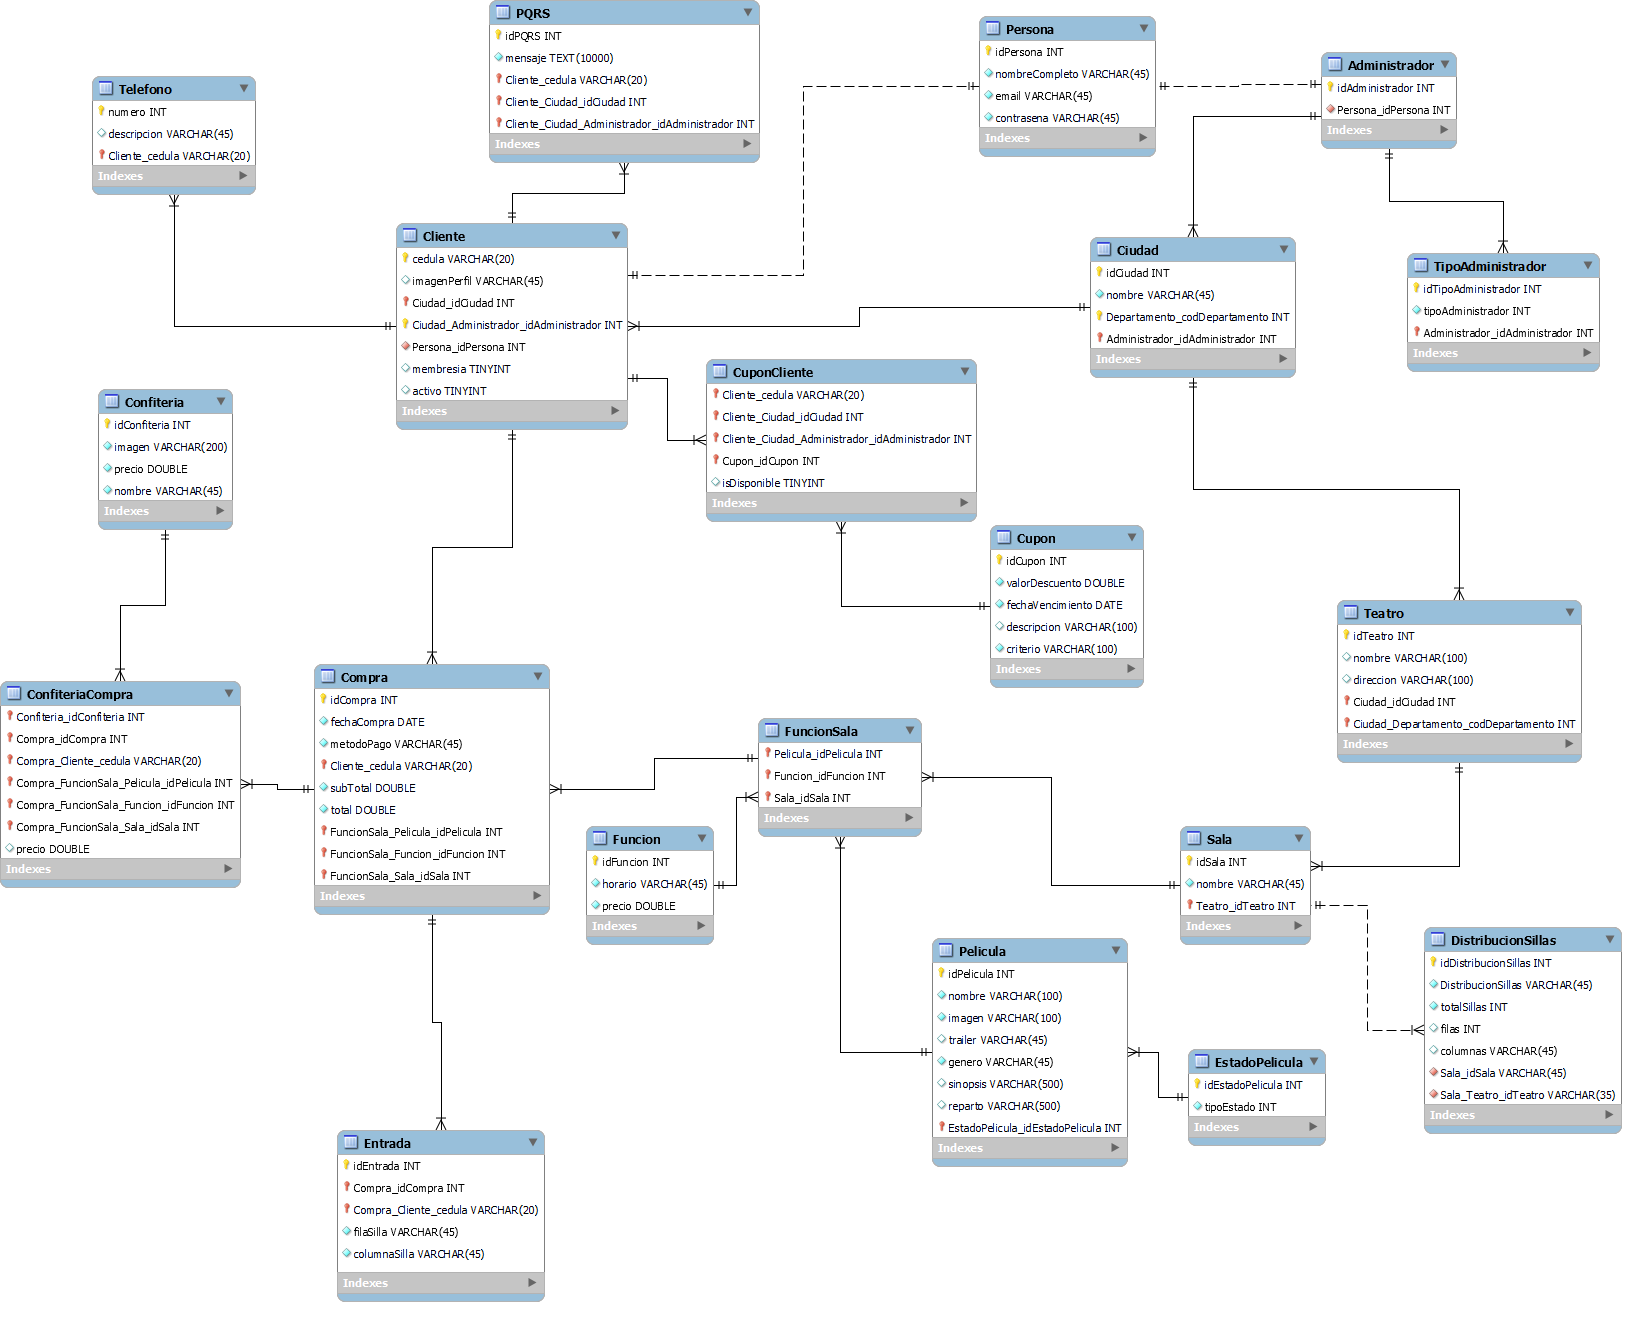 PQRS
idPQRS INT
mensaje TEXT(10000)
Cliente_cedula VARCHAR(20)
Cliente_Ciudad_idCiudad INT
Cliente_Ciudad_Administrador_idAdministrador INT
Indexes
Persona
idPersona INT
nombreCompleto VARCHAR(45)
email VARCHAR(45)
contrasena VARCHAR(45)
Indexes
Administrador
idAdministrador INT
Persona_idPersona INT
Indexes
Telefono
numero INT
descripcion VARCHAR(45)
Cliente_cedula VARCHAR(20)
Indexes
Cliente
cedula VARCHAR(20)
imagenPerfil VARCHAR(45)
Ciudad_idCiudad INT
Ciudad_Administrador_idAdministrador INT
Persona_idPersona INT
membresia TINYINT
activo TINYINT
Indexes
Ciudad
idCiudad INT
nombre VARCHAR(45)
Departamento_codDepartamento INT
Administrador_idAdministrador INT
Indexes
TipoAdministrador
idTipoAdministrador INT
tipoAdministrador INT
Administrador_idAdministrador INT
Indexes
CuponCliente
Cliente_cedula VARCHAR(20)
Cliente_Ciudad_idCiudad INT
Cliente_Ciudad_Administrador_idAdministrador INT
Cupon_idCupon INT
isDisponible TINYINT
Indexes
Confiteria
idConfiteria INT
imagen VARCHAR(200)
precio DOUBLE
nombre VARCHAR(45)
Indexes
Cupon
idCupon INT
valorDescuento DOUBLE
fechaVencimiento DATE
descripcion VARCHAR(100)
criterio VARCHAR(100)
Indexes
Teatro
idTeatro INT
nombre VARCHAR(100)
direccion VARCHAR(100)
Ciudad_idCiudad INT
Ciudad_Departamento_codDepartamento INT
Indexes
ConfiteriaCompra
Confiteria_idConfiteria INT
Compra_idCompra INT
Compra_Cliente_cedula VARCHAR(20)
Compra_FuncionSala_Pelicula_idPelicula INT
Compra_FuncionSala_Funcion_idFuncion INT
Compra_FuncionSala_Sala_idSala INT
precio DOUBLE
Indexes
Compra
idCompra INT
fechaCompra DATE
metodoPago VARCHAR(45)
Cliente_cedula VARCHAR(20)
subTotal DOUBLE
total DOUBLE
FuncionSala_Pelicula_idPelicula INT
FuncionSala_Funcion_idFuncion INT
FuncionSala_Sala_idSala INT
Indexes
FuncionSala
Pelicula_idPelicula INT
Funcion_idFuncion INT
Sala_idSala INT
Indexes
Funcion
idFuncion INT
horario VARCHAR(45)
precio DOUBLE
Indexes
Sala
idSala INT
nombre VARCHAR(45)
Teatro_idTeatro INT
Indexes
DistribucionSillas
idDistribucionSillas INT
DistribucionSillas VARCHAR(45)
totalSillas INT
filas INT
columnas VARCHAR(45)
Sala_idSala VARCHAR(45)
Sala_Teatro_idTeatro VARCHAR(35)
Indexes
Pelicula
idPelicula INT
nombre VARCHAR(100)
imagen VARCHAR(100)
trailer VARCHAR(45)
genero VARCHAR(45)
sinopsis VARCHAR(500)
reparto VARCHAR(500)
EstadoPelicula_idEstadoPelicula INT
Indexes
EstadoPelicula
idEstadoPelicula INT
tipoEstado INT
Indexes
Entrada
idEntrada INT
Compra_idCompra INT
Compra_Cliente_cedula VARCHAR(20)
filaSilla VARCHAR(45)
columnaSilla VARCHAR(45)
Indexes